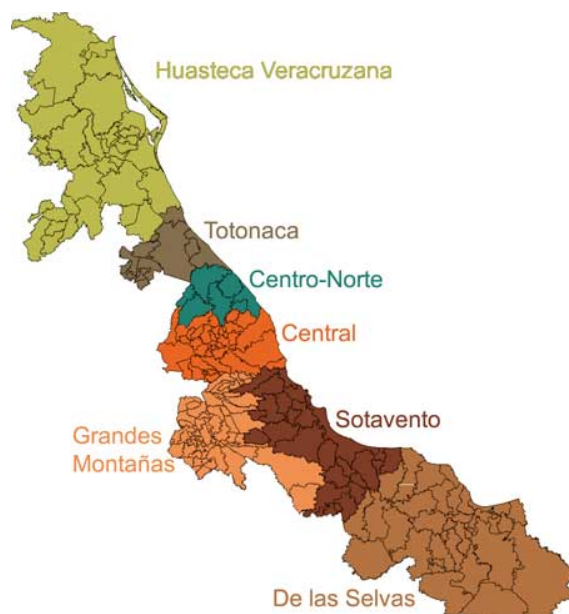 Huasteca Veracruzana
Totonaca
Centro-Norte
Central
Sotavento
Grandes
Montañas
De las Selvas